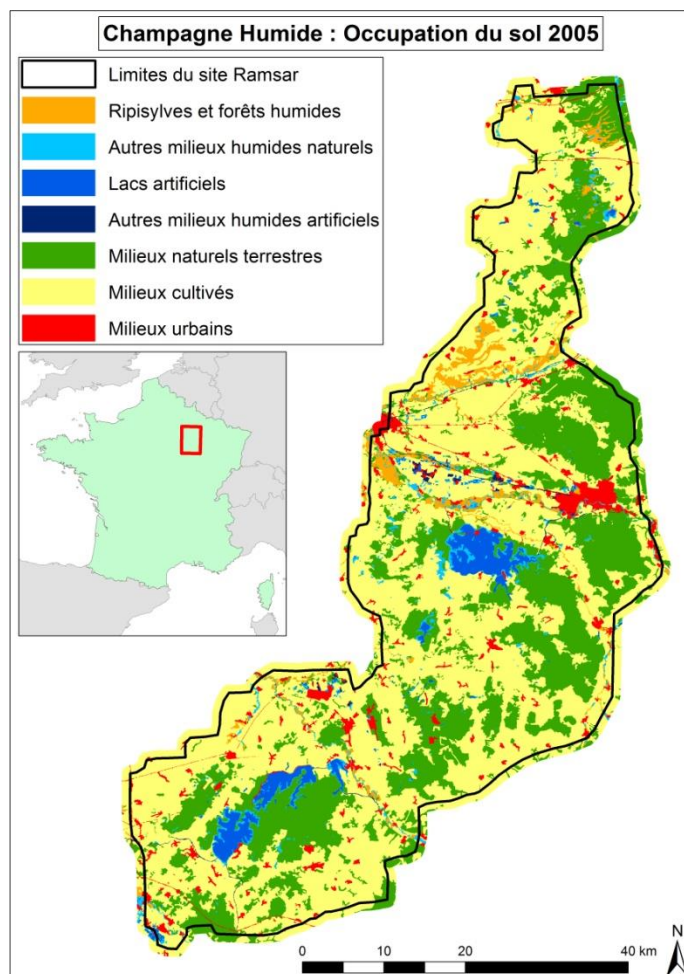 Champagne Humide : Occupation du sol 2005
Limites du site Ramsar
Ripisylves et forêts humides
Autres milieux humides naturels
Lacs artificiels
Autres milieux humides artificiels
Milieux naturels terrestres
Milieux cultivés
Milieux urbains
N
0 10 20 40 km